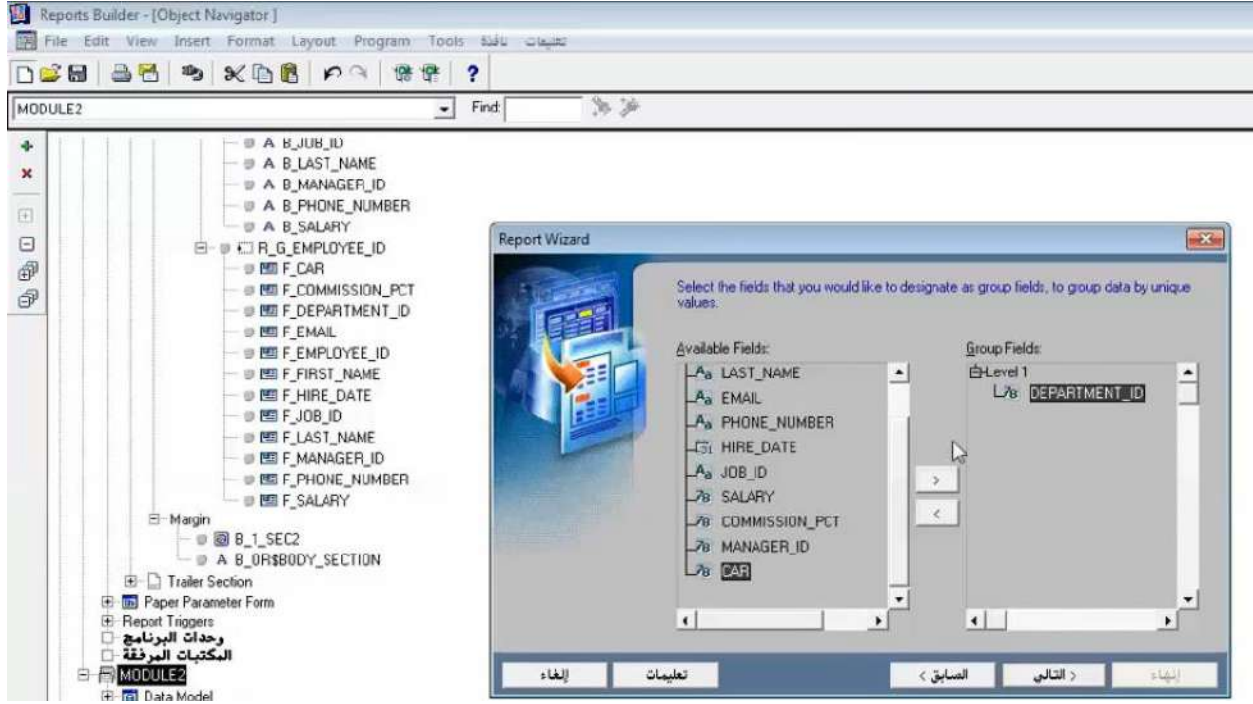 Reports Builder - [Object Navigator ]
File Edit View Insert Format Layout Program Tools نافذة تعليمات
MODULE2
Find:
A B_JOB_ID
A B_LAST_NAME
A B_MANAGER_ID
A B_PHONE_NUMBER
A B_SALARY
R_G_EMPLOYEE_ID
F_CAR
F_COMMISSION_PCT
F_DEPARTMENT_ID
F_EMAIL
F_EMPLOYEE_ID
F_FIRST_NAME
F_HIRE_DATE
F_JOB_ID
F_LAST_NAME
F_MANAGER_ID
F_PHONE_NUMBER
F_SALARY
Margin
B_1_SEC2
A B_OR$BODY_SECTION
Trailer Section
Paper Parameter Form
Report Triggers
وحدات البرنامج
المكتبات المرفقة
MODULE2
Data Model
Report Wizard
Select the fields that you would like to designate as group fields, to group data by unique
values.
Available Fields:
LAST_NAME
EMAIL
PHONE_NUMBER
HIRE_DATE
JOB_ID
SALARY
COMMISSION_PCT
MANAGER_ID
CAR
>
<
Group Fields:
Level 1
DEPARTMENT_ID
إلغاء
تعليمات
السابق >
< التالي
إنهاء